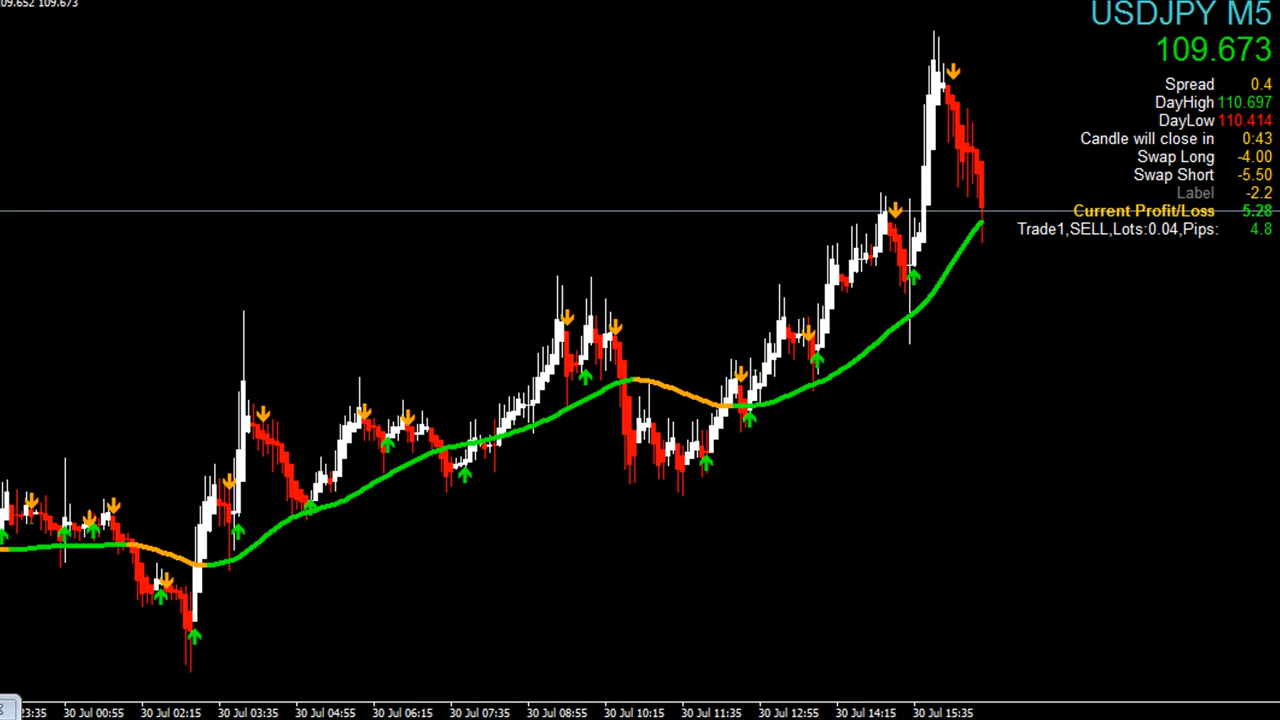 109.673
USDJPY M5
109.673
Spread 0.4
DayHigh 110.697
DayLow 110.414
Candle will close in 0:43
Swap Long -4.00
Swap Short -5.50
Label -2.2
Current Profit/Loss 5.28
Trade1,SELL,Lots:0.04,Pips: 4.8
30 Jul 00:55
30 Jul 02:15
30 Jul 03:35
30 Jul 04:55
30 Jul 06:15
30 Jul 07:35
30 Jul 08:55
30 Jul 10:15
30 Jul 11:35
30 Jul 12:55
30 Jul 14:15
30 Jul 15:35